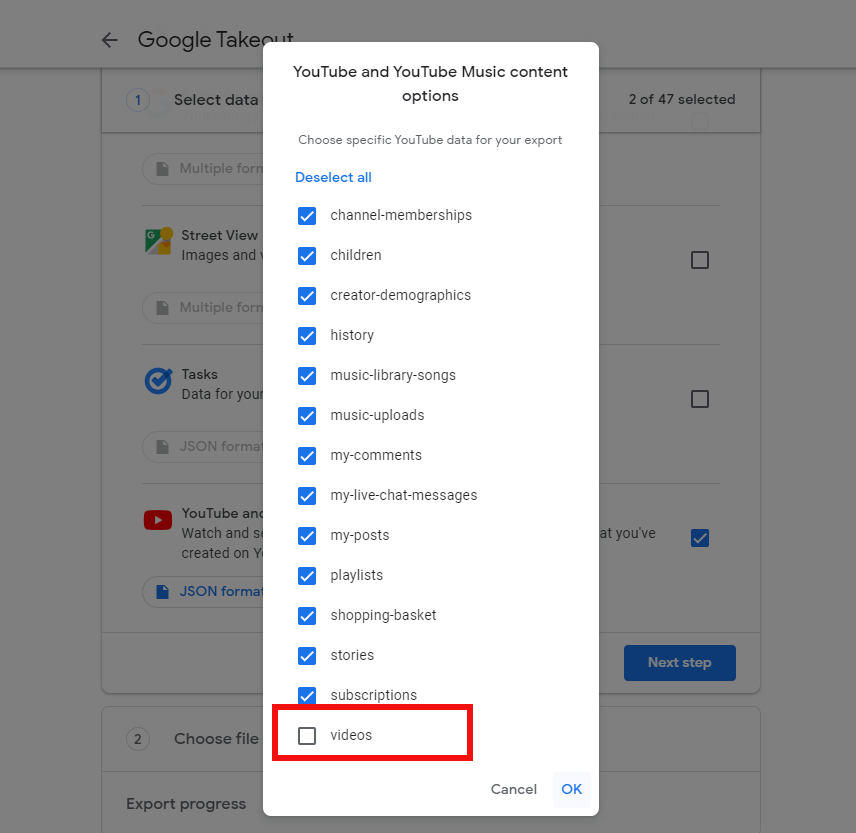 Google Takeout
YouTube and YouTube Music content
options
1 Select data
2 of 47 selected
Choose specific YouTube data for your export
Deselect all
Multiple form
channel-memberships
Street View
Images and
children
Multiple form
creator-demographics
history
Tasks
Data for your
music-library-songs
music-uploads
JSON format
my-comments
my-live-chat-messages
YouTube and
Watch and se
at you've
created on Yo
my-posts
playlists
JSON format
shopping-basket
stories
Next step
subscriptions
2 Choose file
videos
Cancel
OK
Export progress